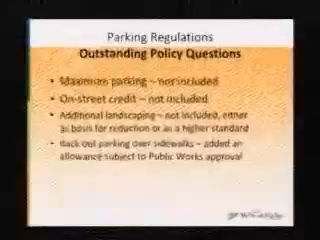 Parking Regulations
Outstanding Policy Questions
• Maximum parking – not included
• On-street credit – not included
• Additional landscaping – not included, either
as basis for reduction or as a higher standard
• Back out parking over sidewalks – added an
allowance subject to Public Works approval